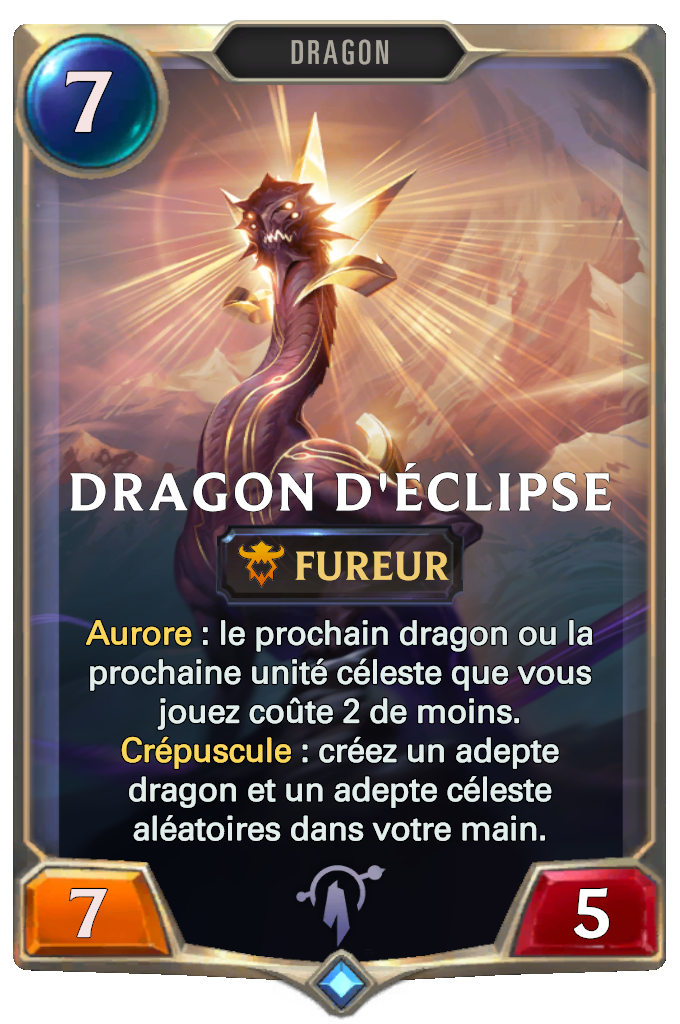 DRAGON
7
DRAGON D'ÉCLIPSE
FUREUR
Aurore : le prochain dragon ou la
prochaine unité céleste que vous
jouez coûte 2 de moins.
Crépuscule : créez un adepte
dragon et un adepte céleste
aléatoires dans votre main.
7
5